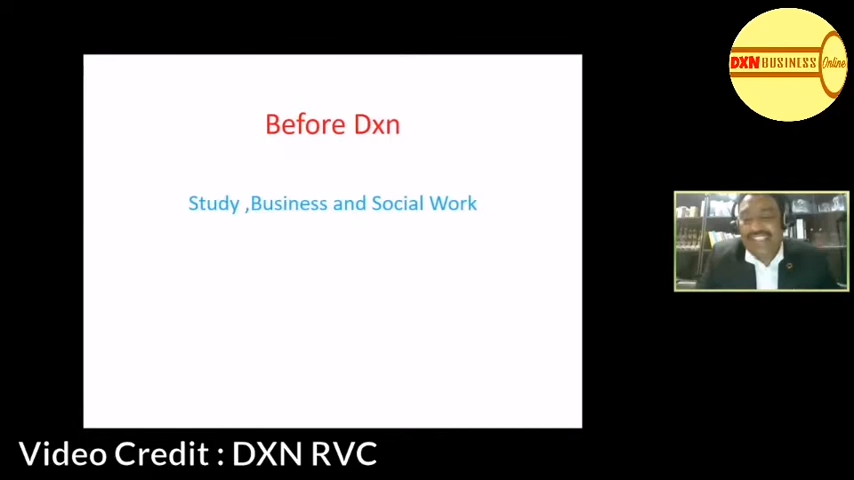 DXN BUSINESS Online
Before Dxn
Study ,Business and Social Work
Video Credit : DXN RVC